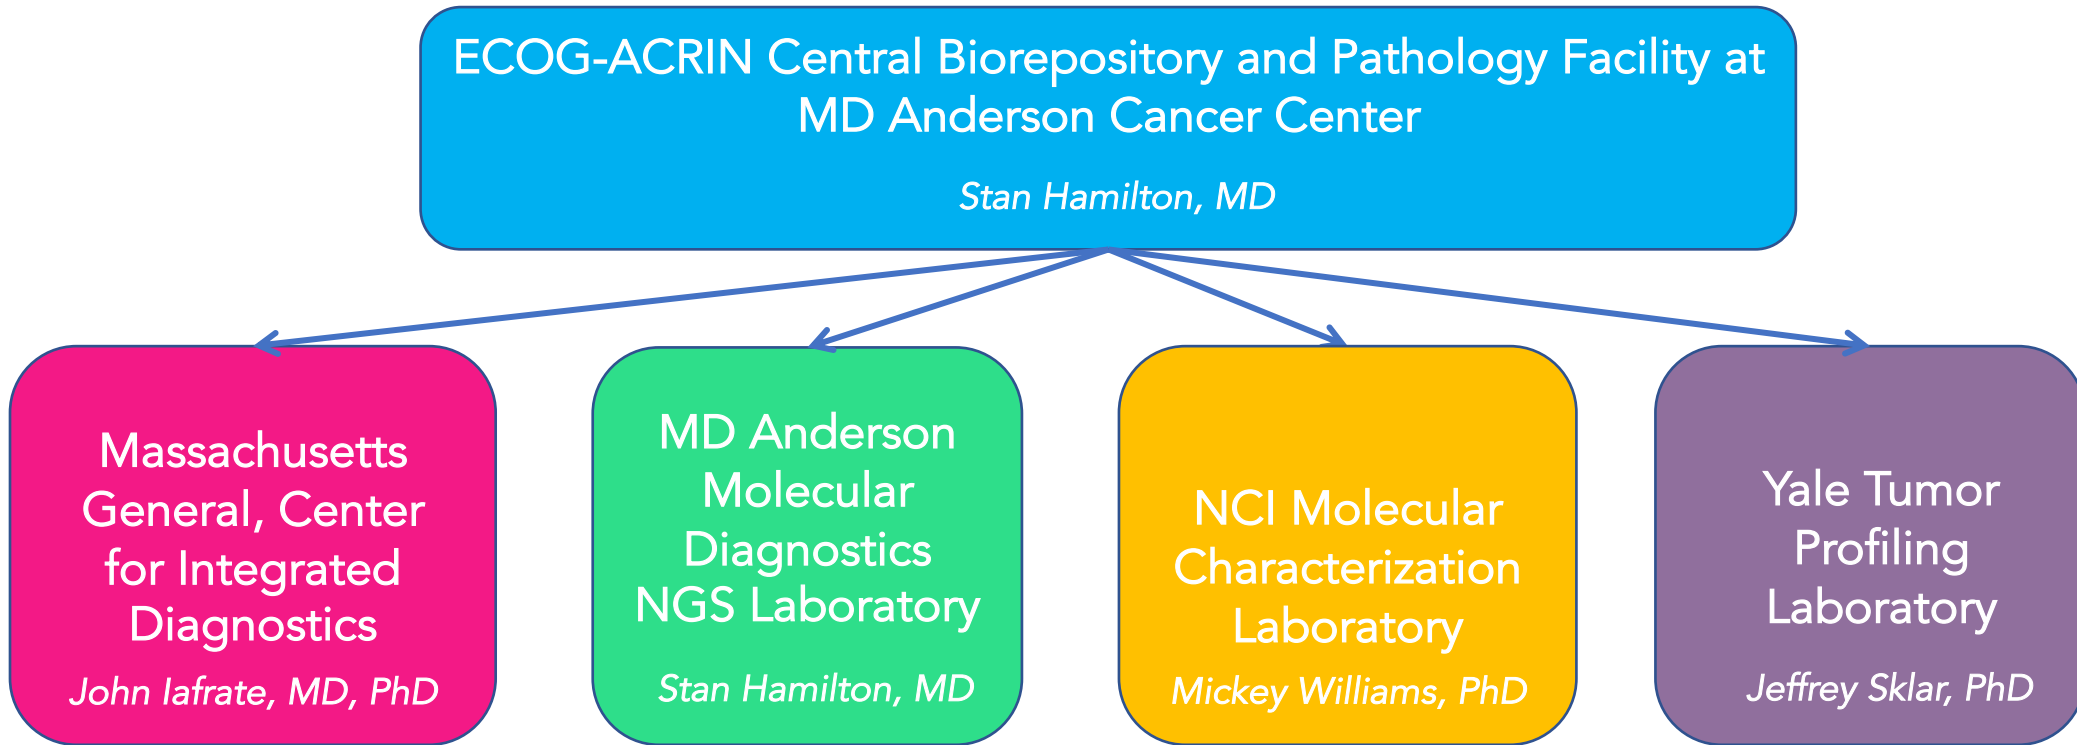 ECOG-ACRIN Central Biorepository and Pathology Facility at
MD Anderson Cancer Center
Stan Hamilton, MD
Massachusetts
General, Center
for Integrated
Diagnostics
John Iafrate, MD, PhD
MD Anderson
Molecular
Diagnostics
NGS Laboratory
Stan Hamilton, MD
NCI Molecular
Characterization
Laboratory
Mickey Williams, PhD
Yale Tumor
Profiling
Laboratory
Jeffrey Sklar, PhD